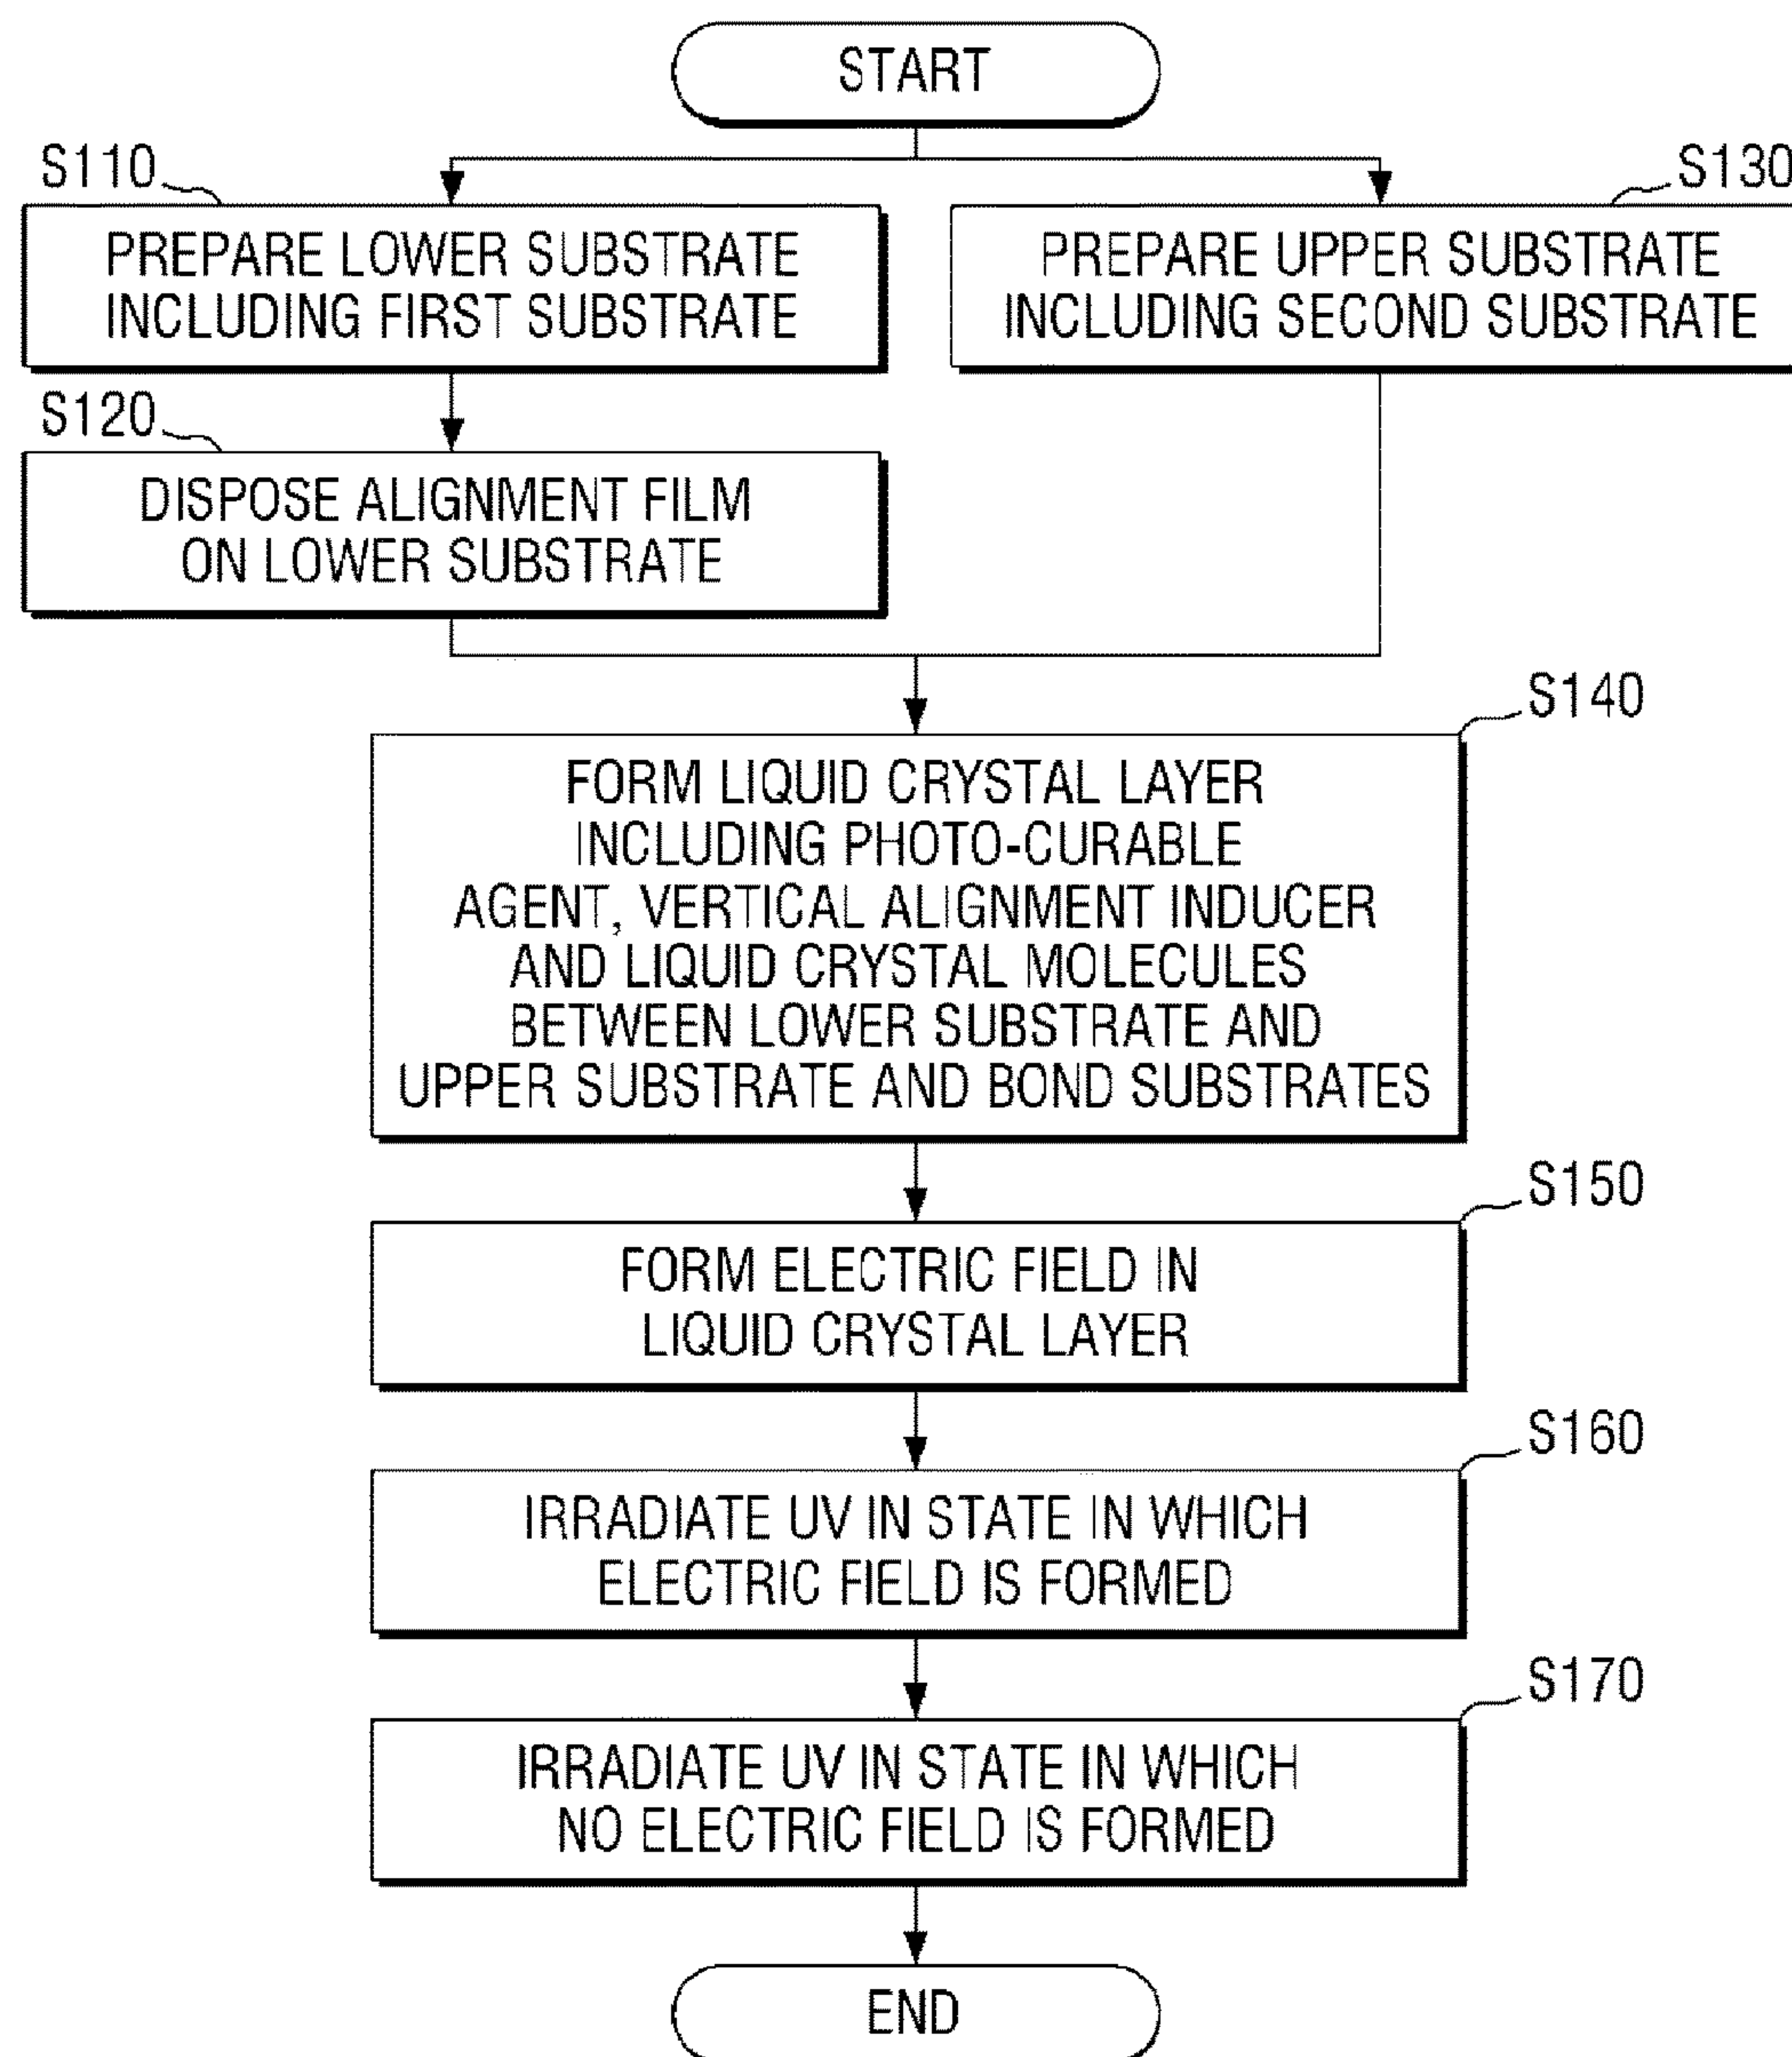 START
S110
PREPARE LOWER SUBSTRATE
INCLUDING FIRST SUBSTRATE
S130
PREPARE UPPER SUBSTRATE
INCLUDING SECOND SUBSTRATE
S120
DISPOSE ALIGNMENT FILM
ON LOWER SUBSTRATE
S140
FORM LIQUID CRYSTAL LAYER
INCLUDING PHOTO-CURABLE
AGENT, VERTICAL ALIGNMENT INDUCER
AND LIQUID CRYSTAL MOLECULES
BETWEEN LOWER SUBSTRATE AND
UPPER SUBSTRATE AND BOND SUBSTRATES
S150
FORM ELECTRIC FIELD IN
LIQUID CRYSTAL LAYER
S160
IRRADIATE UV IN STATE IN WHICH
ELECTRIC FIELD IS FORMED
S170
IRRADIATE UV IN STATE IN WHICH
NO ELECTRIC FIELD IS FORMED
END